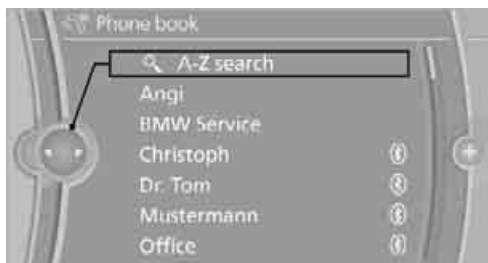 Phone book
A-Z search
Angi
BMW Service
Christoph
Dr. Tom
Mustermann
Office